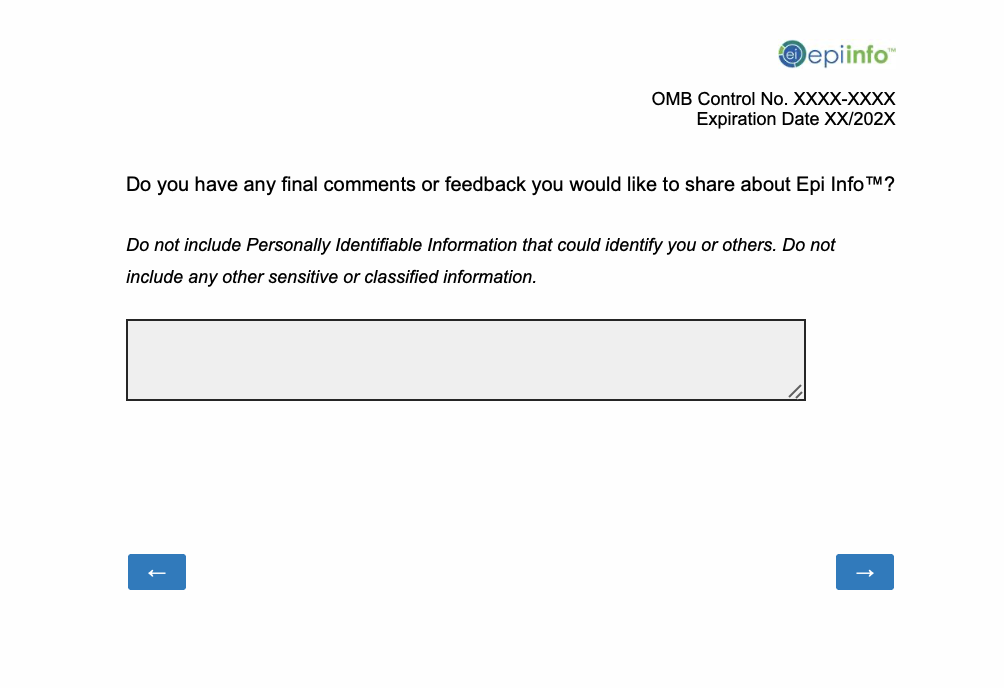 ei epiinfo™
OMB Control No. XXXX-XXXX
Expiration Date XX/202X
Do you have any final comments or feedback you would like to share about Epi Info™?
Do not include Personally Identifiable Information that could identify you or others. Do not
include any other sensitive or classified information.
← →